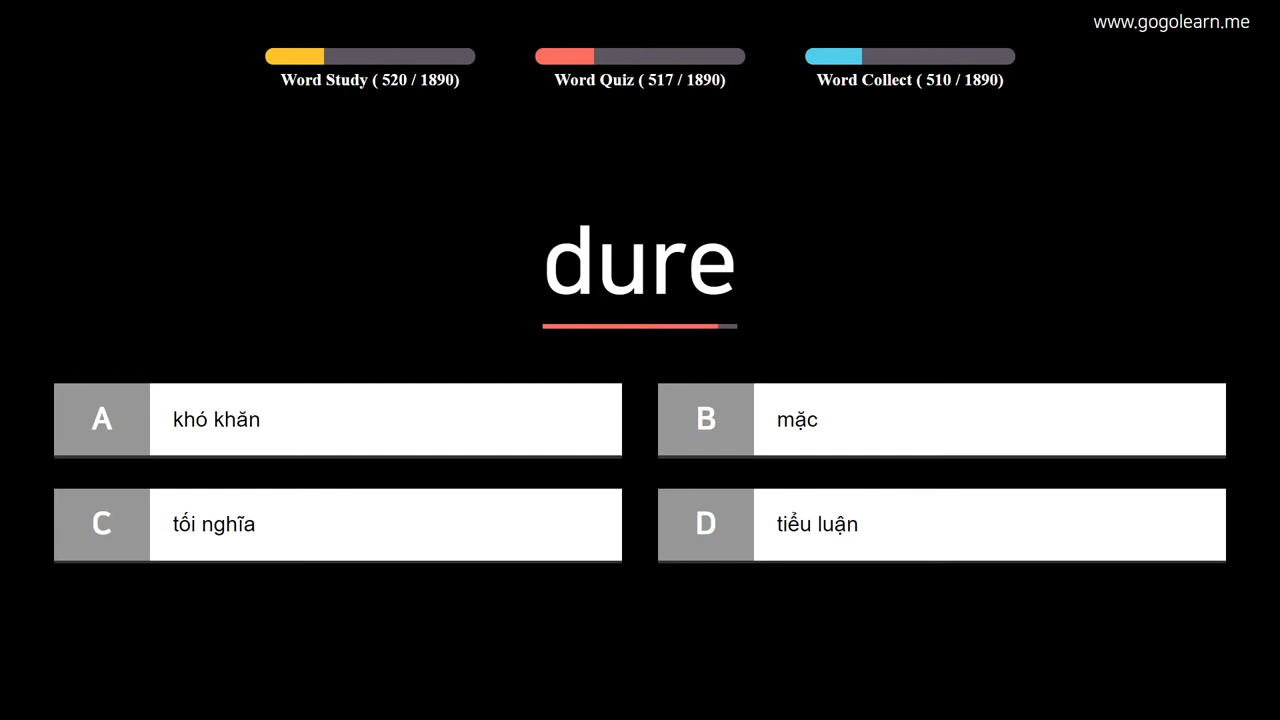 www.gogolearn.me
Word Study ( 520 / 1890)
Word Quiz ( 517 / 1890)
Word Collect ( 510 / 1890)
dure
A khó khăn
B mặc
C tối nghĩa
D tiểu luận